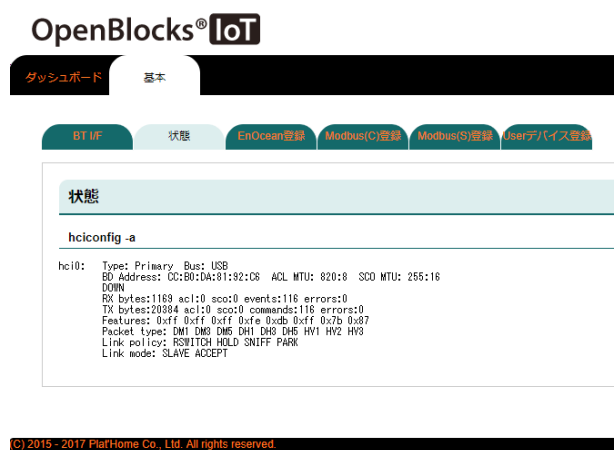 OpenBlocks® IoT
ダッシュボード 基本
BT I/F 状態 EnOcean登録 Modbus(C)登録 Modbus(S)登録 Userデバイス登録
状態
hciconfig -a
hci0: Type: Primary Bus: USB
BD Address: CC:B0:DA:81:92:C6 ACL MTU: 820:8 SCO MTU: 255:16
DOWN
RX bytes:1169 acl:0 sco:0 events:116 errors:0
TX bytes:20384 acl:0 sco:0 commands:116 errors:0
Features: 0xff 0xff 0xff 0xfe 0xdb 0xff 0x7b 0x87
Packet type: DM1 DM3 DM5 DH1 DH3 DH5 HV1 HV2 HV3
Link policy: RSWITCH HOLD SNIFF PARK
Link mode: SLAVE ACCEPT
(C) 2015 - 2017 Plat'Home Co., Ltd. All rights reserved.